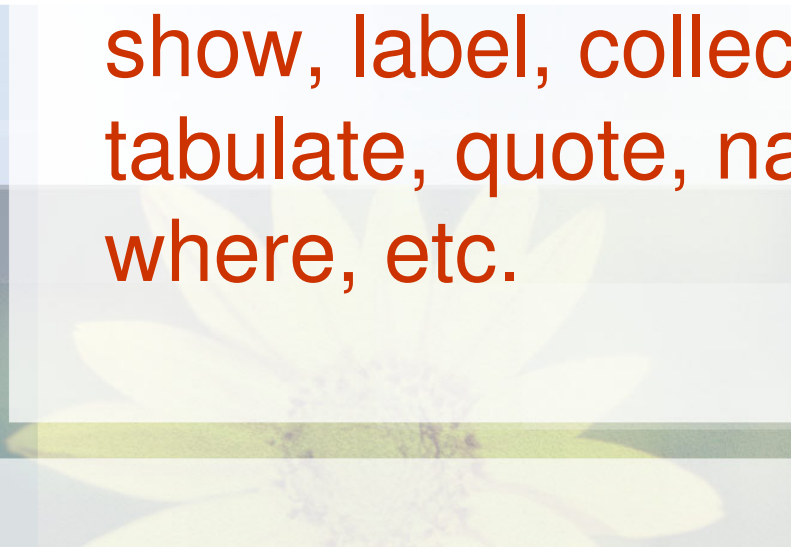 show, label, collec
tabulate, quote, na
where, etc.